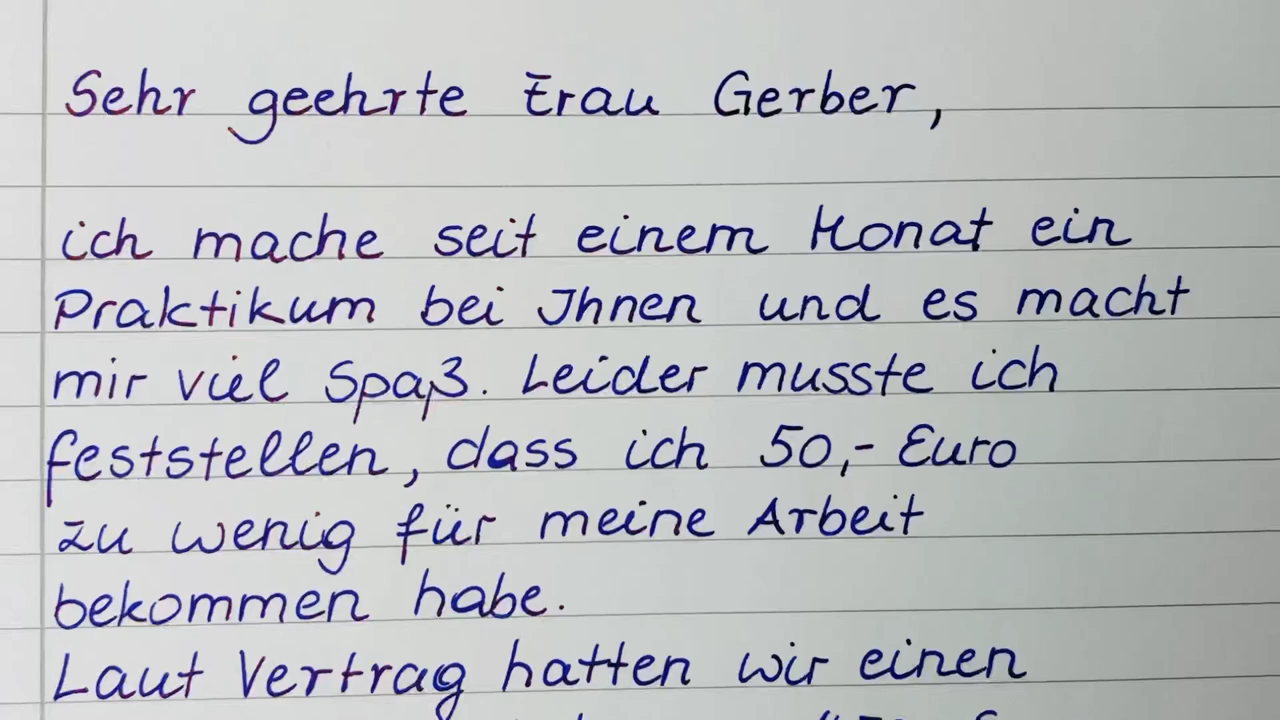 Sehr geehrte Frau Gerber,
ich mache seit einem Monat ein
Praktikum bei Ihnen und es macht
mir viel Spaß. Leider musste ich
feststellen, dass ich 50,- Euro
zu wenig für meine Arbeit
bekommen habe.
Laut Vertrag hatten wir einen